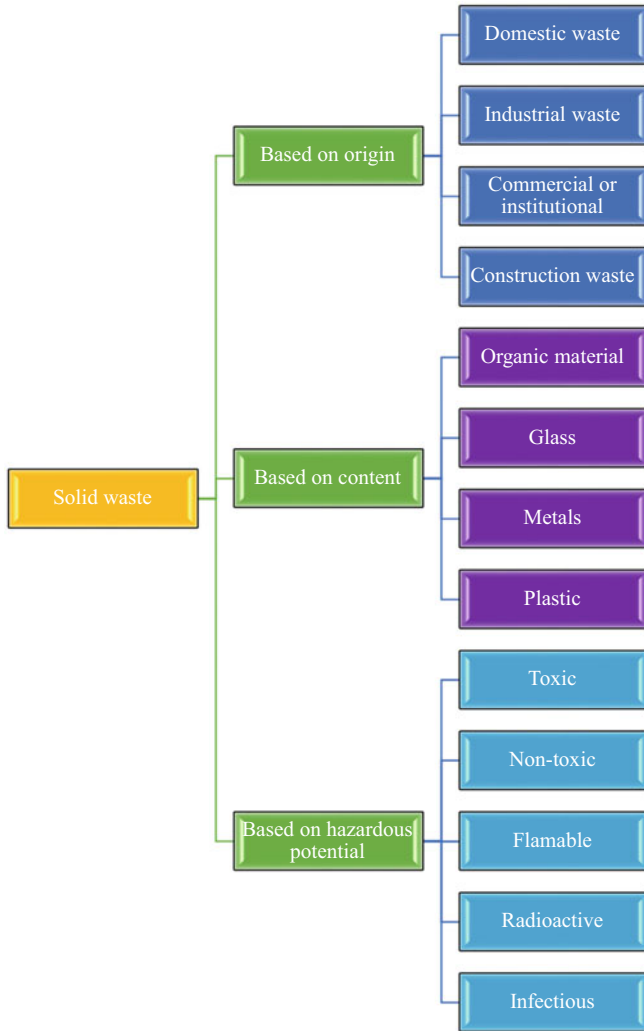 Solid waste
Based on origin
Domestic waste
Industrial waste
Commercial or
institutional
Construction waste
Based on content
Organic material
Glass
Metals
Plastic
Based on hazardous
potential
Toxic
Non-toxic
Flamable
Radioactive
Infectious